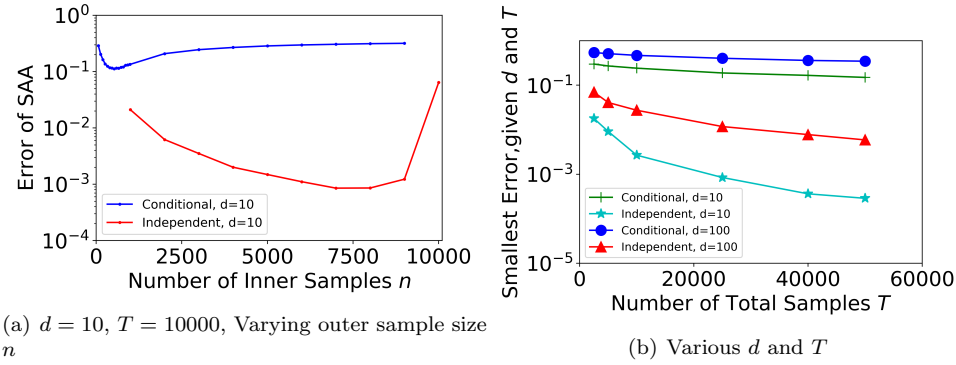 10^0
10^-1
10^-2
10^-3
10^-4
Error of SAA
Conditional, d=10
Independent, d=10
0 2500 5000 7500 10000
Number of Inner Samples n
(a) d = 10, T = 10000, Varying outer sample size
n
Smallest Error,given d and T
10^-1
10^-3
10^-5
Conditional, d=10
Independent, d=10
Conditional, d=100
Independent, d=100
0 20000 40000 60000
Number of Total Samples T
(b) Various d and T